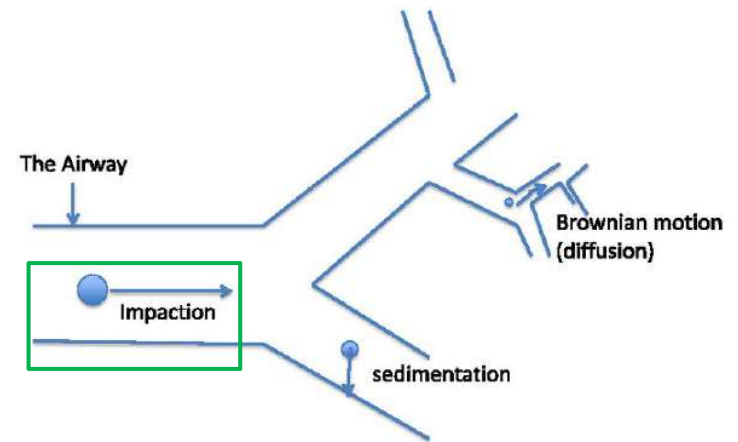 The Airway
Impaction
sedimentation
Brownian motion
(diffusion)